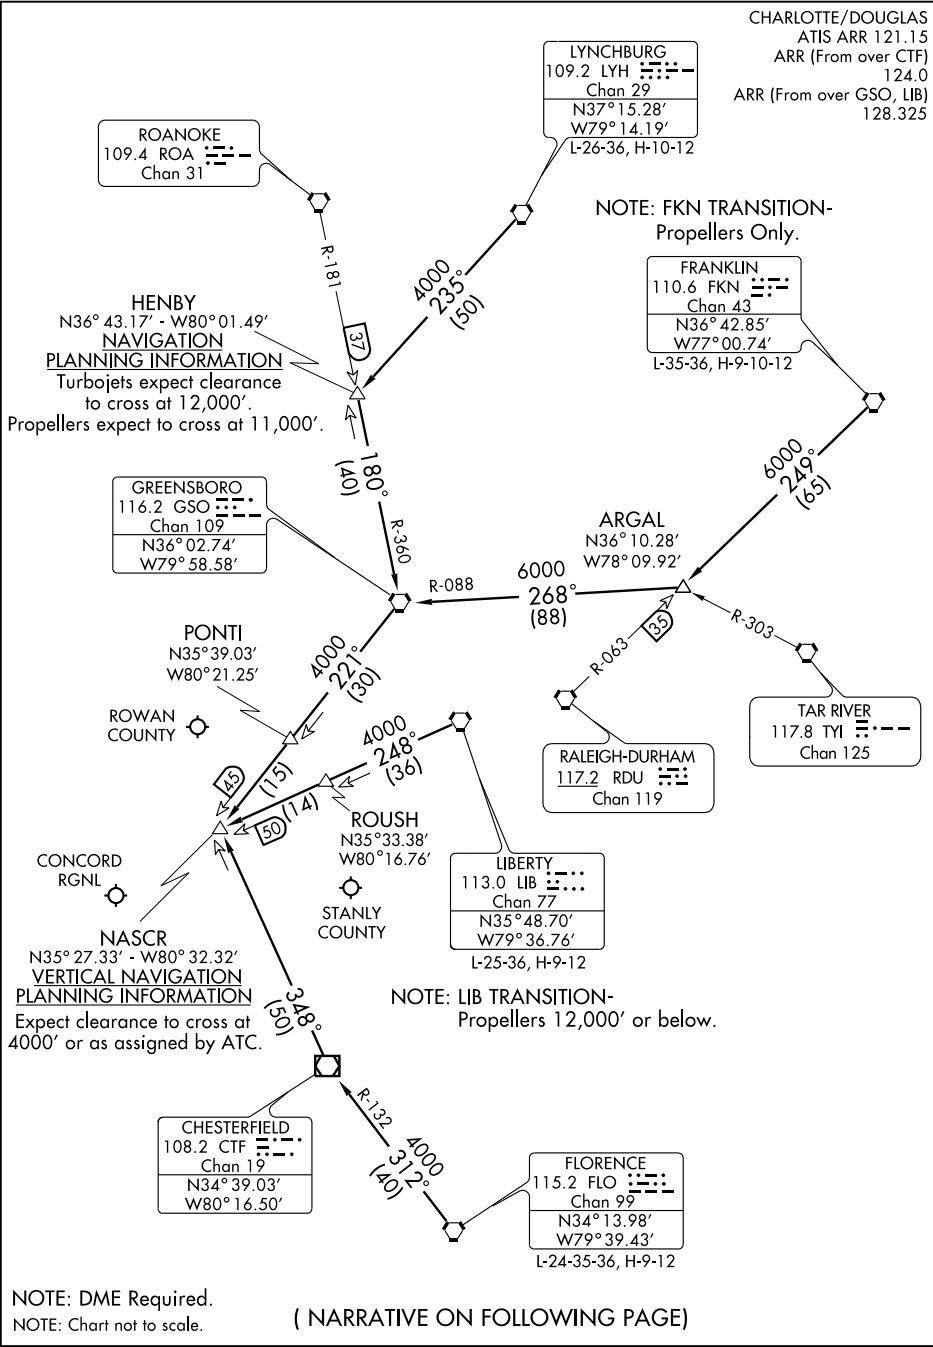 CHARLOTTE/DOUGLAS
ATIS ARR 121.15
ARR (From over CTF)
124.0
ARR (From over GSO, LIB)
128.325
LYNCHBURG
109.2 LYH
Chan 29
N37°15.28'
W79°14.19'
L-26-36, H-10-12
ROANOKE
109.4 ROA
Chan 31
NOTE: FKN TRANSITION-
Propellers Only.
FRANKLIN
110.6 FKN
Chan 43
N36°42.85'
W77°00.74'
L-35-36, H-9-10-12
R-181
37
4000
235°
(50)
HENBY
N36°43.17' - W80°01.49'
NAVIGATION
PLANNING INFORMATION
Turbojets expect clearance
to cross at 12,000'.
Propellers expect to cross at 11,000'.
180°
(40)
R-360
6000
249°
(65)
GREENSBORO
116.2 GSO
Chan 109
N36°02.74'
W79°58.58'
ARGAL
N36°10.28'
W78°09.92'
R-088
6000
268°
(88)
R-063
35
R-303
PONTI
N35°39.03'
W80°21.25'
4000
221°
(30)
ROWAN
COUNTY
TAR RIVER
117.8 TYI
Chan 125
RALEIGH-DURHAM
117.2 RDU
Chan 119
4000
248°
(36)
45
(15)
(14)
50
ROUSH
N35°33.38'
W80°16.76'
CONCORD
RGNL
STANLY
COUNTY
LIBERTY
113.0 LIB
Chan 77
N35°48.70'
W79°36.76'
L-25-36, H-9-12
NASCR
N35°27.33' - W80°32.32'
VERTICAL NAVIGATION
PLANNING INFORMATION
Expect clearance to cross at
4000' or as assigned by ATC.
NOTE: LIB TRANSITION-
Propellers 12,000' or below.
348°
(50)
R-132
4000
312°
(40)
CHESTERFIELD
108.2 CTF
Chan 19
N34°39.03'
W80°16.50'
FLORENCE
115.2 FLO
Chan 99
N34°13.98'
W79°39.43'
L-24-35-36, H-9-12
NOTE: DME Required.
NOTE: Chart not to scale.
( NARRATIVE ON FOLLOWING PAGE)